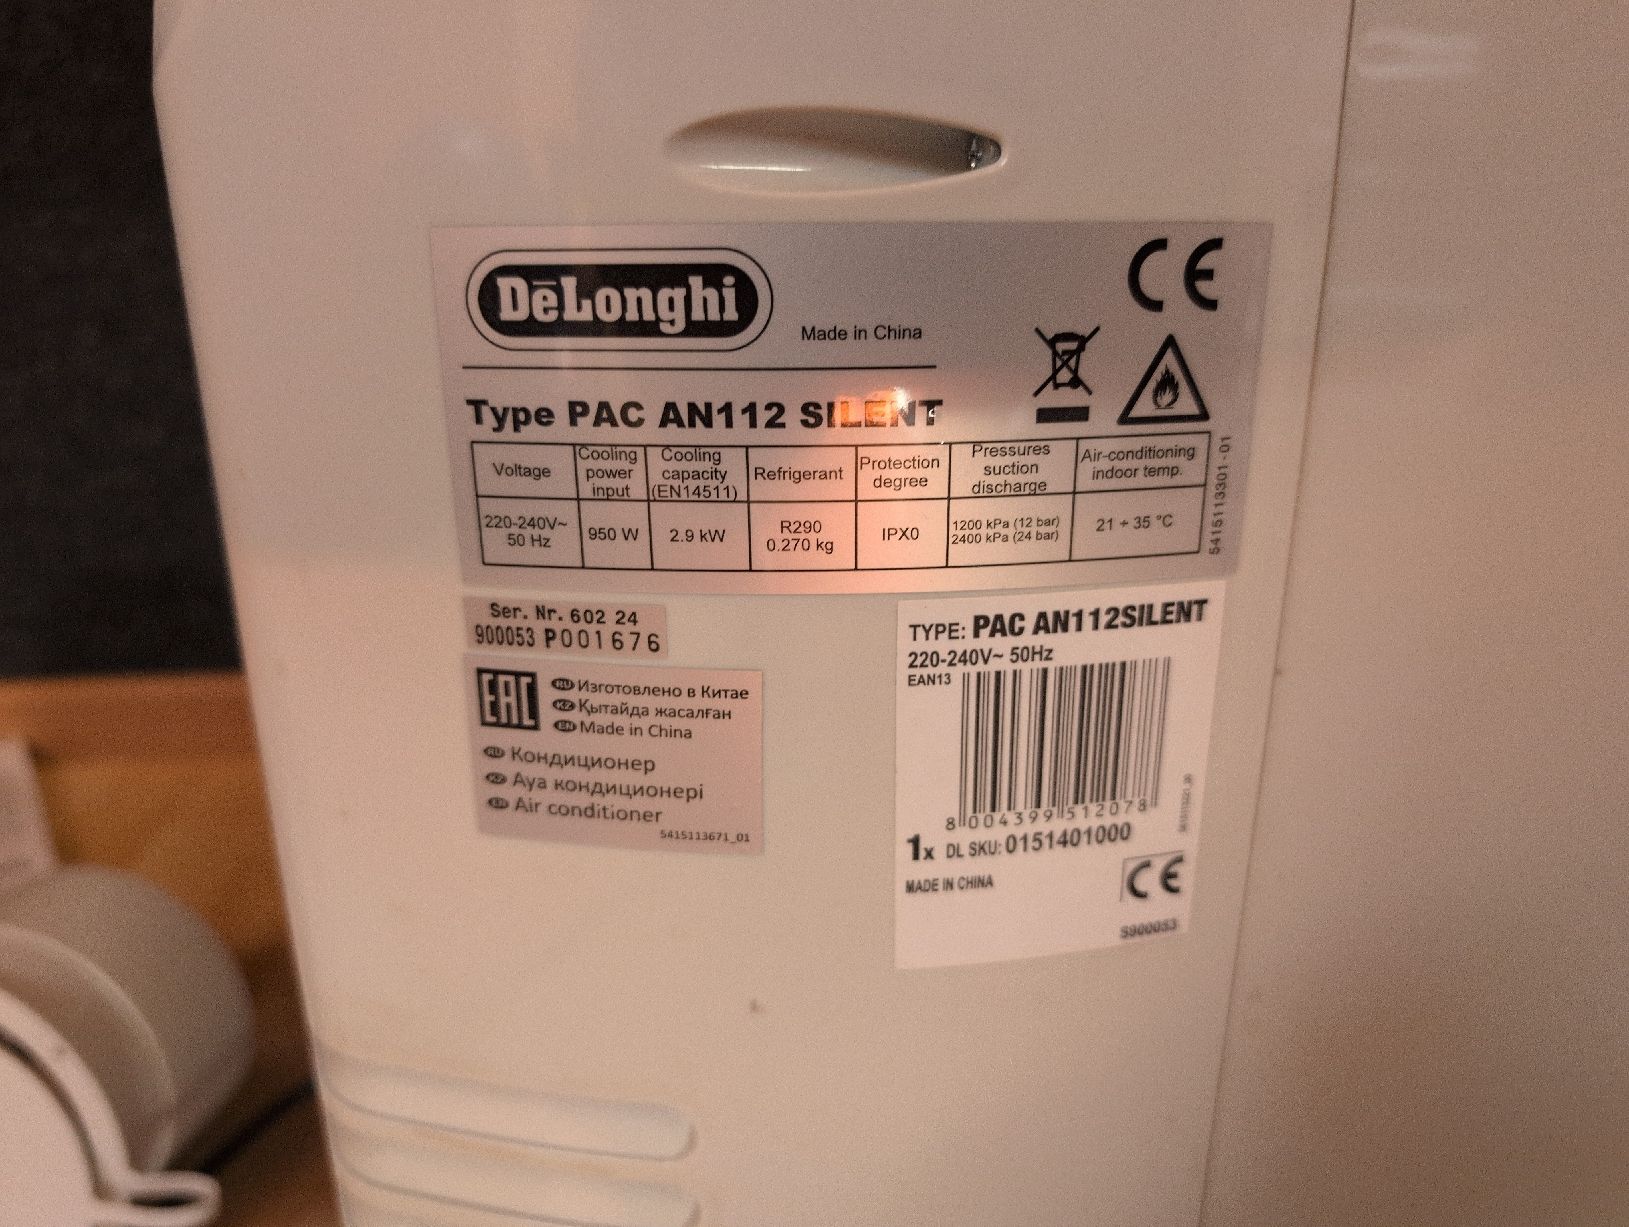 DēLonghi
Made in China
CE
Type PAC AN112 SILENT
Voltage
Cooling power input
Cooling capacity (EN14511)
Refrigerant
Protection degree
Pressures suction discharge
Air-conditioning indoor temp.
220-240V~ 50 Hz
950 W
2.9 kW
R290 0.270 kg
IPX0
1200 kPa (12 bar)
2400 kPa (24 bar)
21 ÷ 35 °C
5415113301-01
Ser. Nr. 602 24
900053 P001676
EAC
RU Изготовлено в Китае
KZ Қытайда жасалған
EN Made in China
RU Кондиционер
KZ Ауа кондиционері
EN Air conditioner
5415113671_01
TYPE: PAC AN112SILENT
220-240V~ 50Hz
EAN13
8 004399 512078
1x DL SKU: 0151401000
MADE IN CHINA
CE
S900053